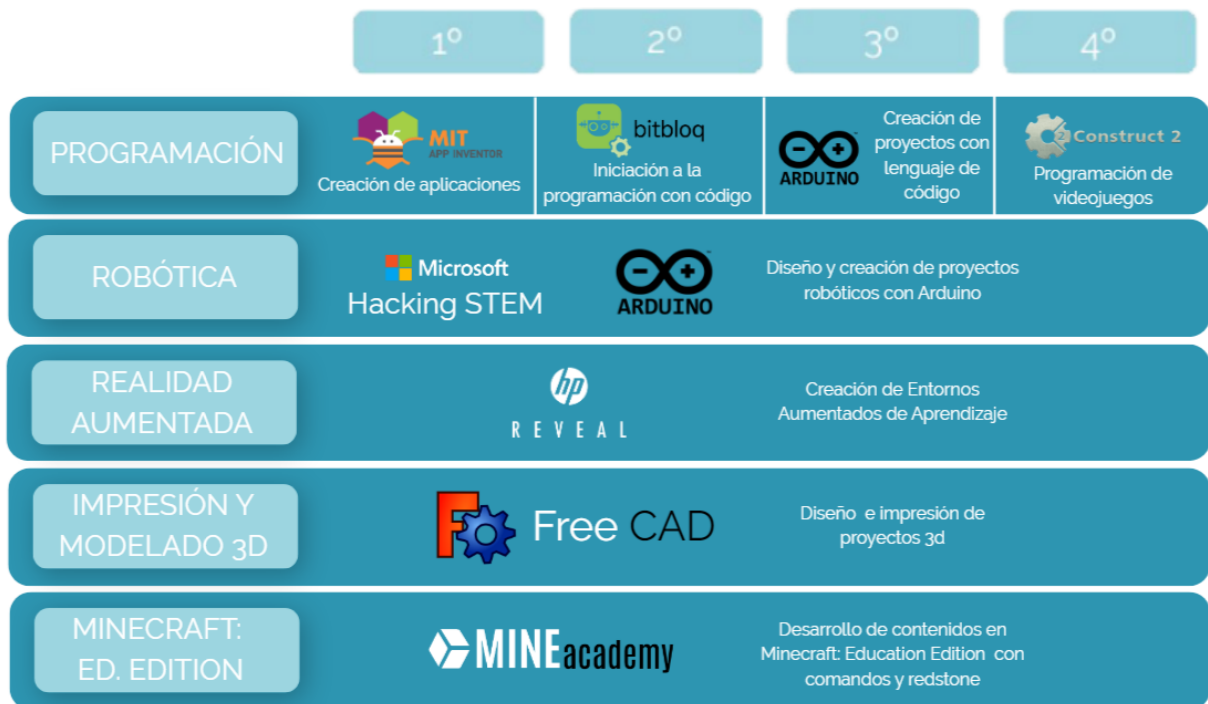 1º
2º
3º
4º
PROGRAMACIÓN
MIT
APP INVENTOR
Creación de aplicaciones
bitbloq
Iniciación a la
programación con código
ARDUINO
Creación de
proyectos con
lenguaje de
código
2 Construct 2
Programación de
videojuegos
ROBÓTICA
Microsoft
Hacking STEM
ARDUINO
Diseño y creación de proyectos
robóticos con Arduino
REALIDAD
AUMENTADA
hp
REVEAL
Creación de Entornos
Aumentados de Aprendizaje
IMPRESIÓN Y
MODELADO 3D
Free CAD
Diseño e impresión de
proyectos 3d
MINECRAFT:
ED. EDITION
MINEacademy
Desarrollo de contenidos en
Minecraft: Education Edition con
comandos y redstone